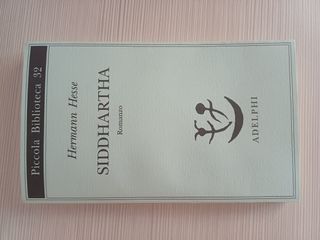 Piccola Biblioteca 32
Hermann Hesse
SIDDHARTHA
Romanzo
ADELPHI